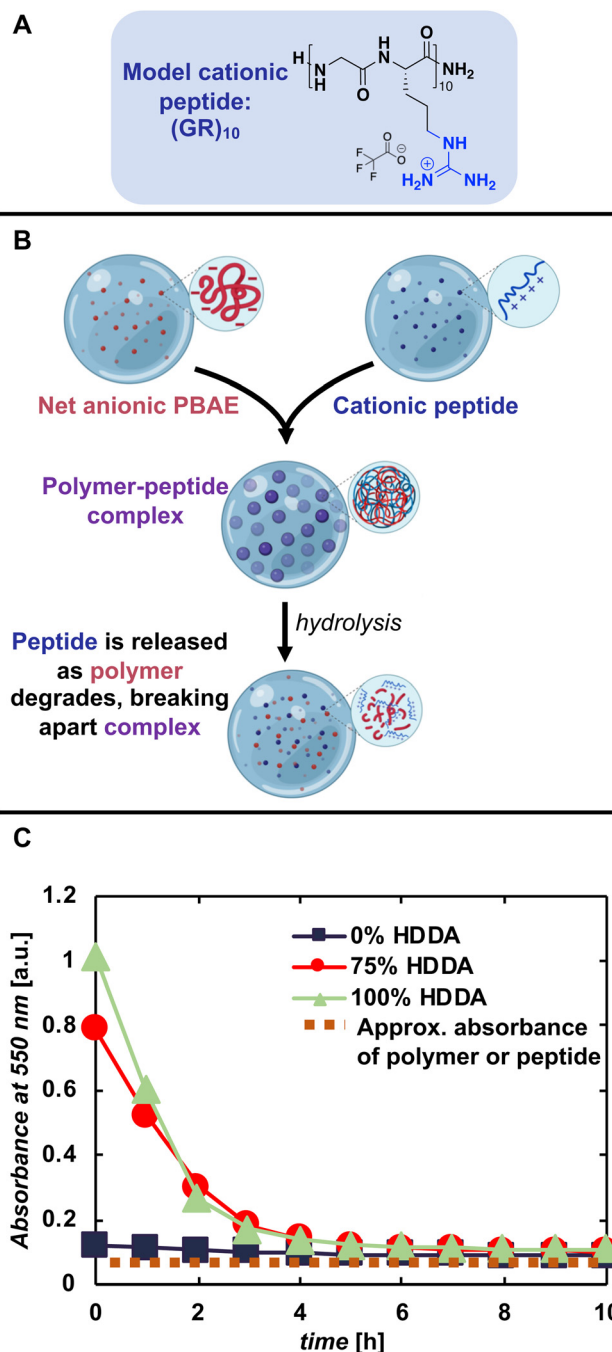 A
Model cationic
peptide:
(GR)10
H
N
H
O
H
N
O
10
NH2
NH
H2N
NH2
F
F
F
O
O
B
Net anionic PBAE
Cationic peptide
+++++
Polymer-peptide
complex
hydrolysis
Peptide is released
as polymer
degrades, breaking
apart complex
C
Absorbance at 550 nm [a.u.]
1.2
1
0.8
0.6
0.4
0.2
0
0% HDDA
75% HDDA
100% HDDA
Approx. absorbance
of polymer or peptide
0 2 4 6 8 10
time [h]